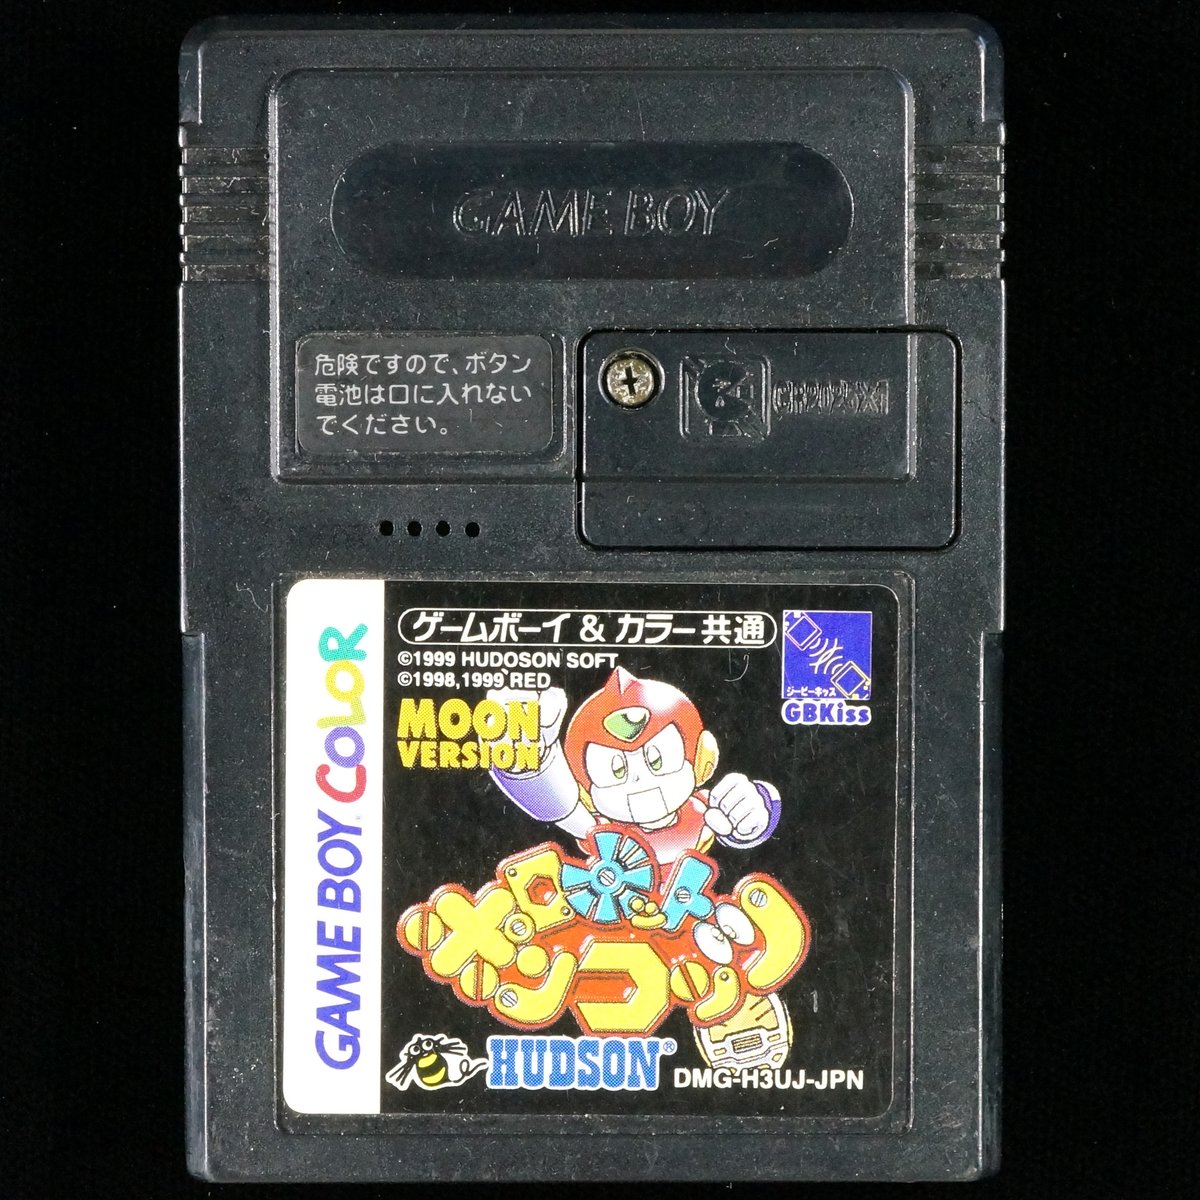 GAME BOY
危険ですので、ボタン
電池は口に入れない
でください。
CR2025X1
GAME BOY COLOR
ゲームボーイ & カラー共通
©1999 HUDOSON SOFT
©1998,1999 RED
MOON
VERSION
ジービーキッス
GBKiss
ロボット
ポンコッツ
HUDSON®
DMG-H3UJ-JPN